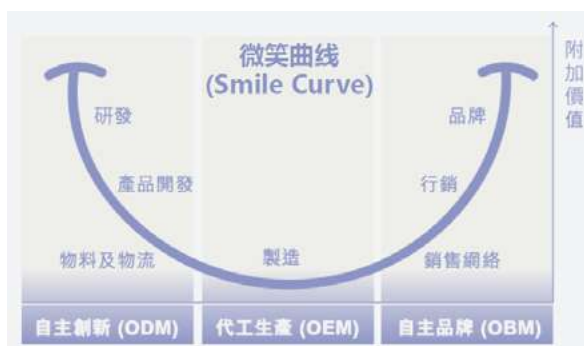 微笑曲线
(Smile Curve)
附加價值
研發
品牌
產品開發
行銷
物料及物流
製造
銷售網絡
自主創新 (ODM)
代工生產 (OEM)
自主品牌 (OBM)